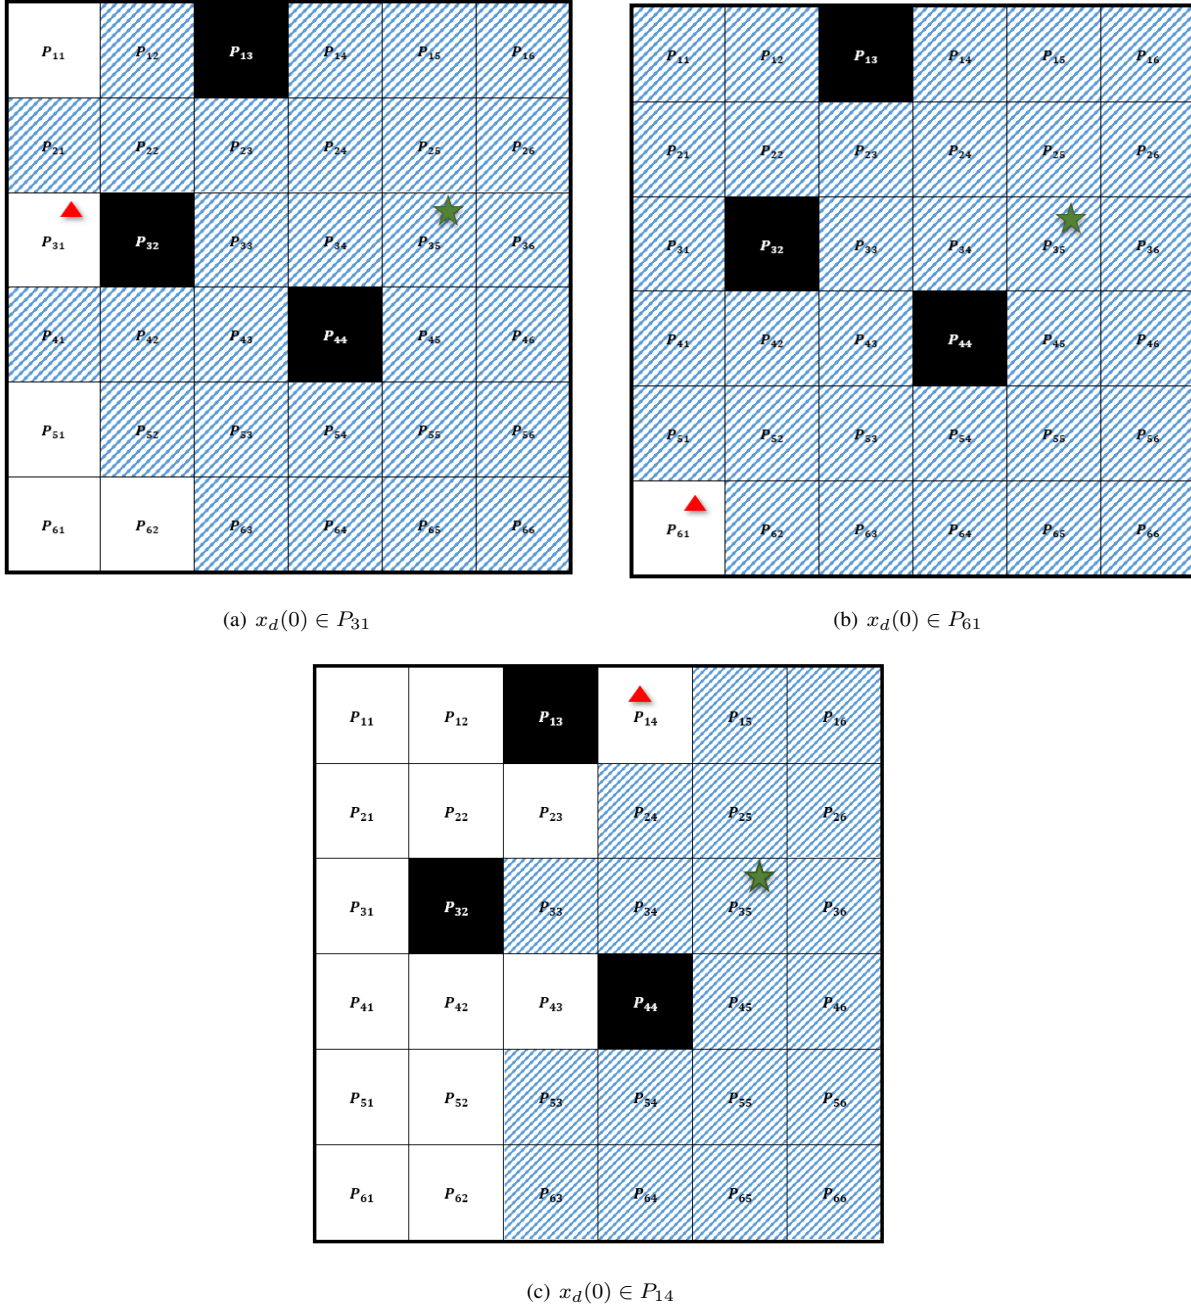 P₁₁ P₁₂ P₁₃ P₁₄ P₁₅ P₁₆
P₂₁ P₂₂ P₂₃ P₂₄ P₂₅ P₂₆
P₃₁ P₃₂ P₃₃ P₃₄ P₃₅ P₃₆
P₄₁ P₄₂ P₄₃ P₄₄ P₄₅ P₄₆
P₅₁ P₅₂ P₅₃ P₅₄ P₅₅ P₅₆
P₆₁ P₆₂ P₆₃ P₆₄ P₆₅ P₆₆
(a) x_d(0) ∈ P₃₁
P₁₁ P₁₂ P₁₃ P₁₄ P₁₅ P₁₆
P₂₁ P₂₂ P₂₃ P₂₄ P₂₅ P₂₆
P₃₁ P₃₂ P₃₃ P₃₄ P₃₅ P₃₆
P₄₁ P₄₂ P₄₃ P₄₄ P₄₅ P₄₆
P₅₁ P₅₂ P₅₃ P₅₄ P₅₅ P₅₆
P₆₁ P₆₂ P₆₃ P₆₄ P₆₅ P₆₆
(b) x_d(0) ∈ P₆₁
P₁₁ P₁₂ P₁₃ P₁₄ P₁₅ P₁₆
P₂₁ P₂₂ P₂₃ P₂₄ P₂₅ P₂₆
P₃₁ P₃₂ P₃₃ P₃₄ P₃₅ P₃₆
P₄₁ P₄₂ P₄₃ P₄₄ P₄₅ P₄₆
P₅₁ P₅₂ P₅₃ P₅₄ P₅₅ P₅₆
P₆₁ P₆₂ P₆₃ P₆₄ P₆₅ P₆₆
(c) x_d(0) ∈ P₁₄